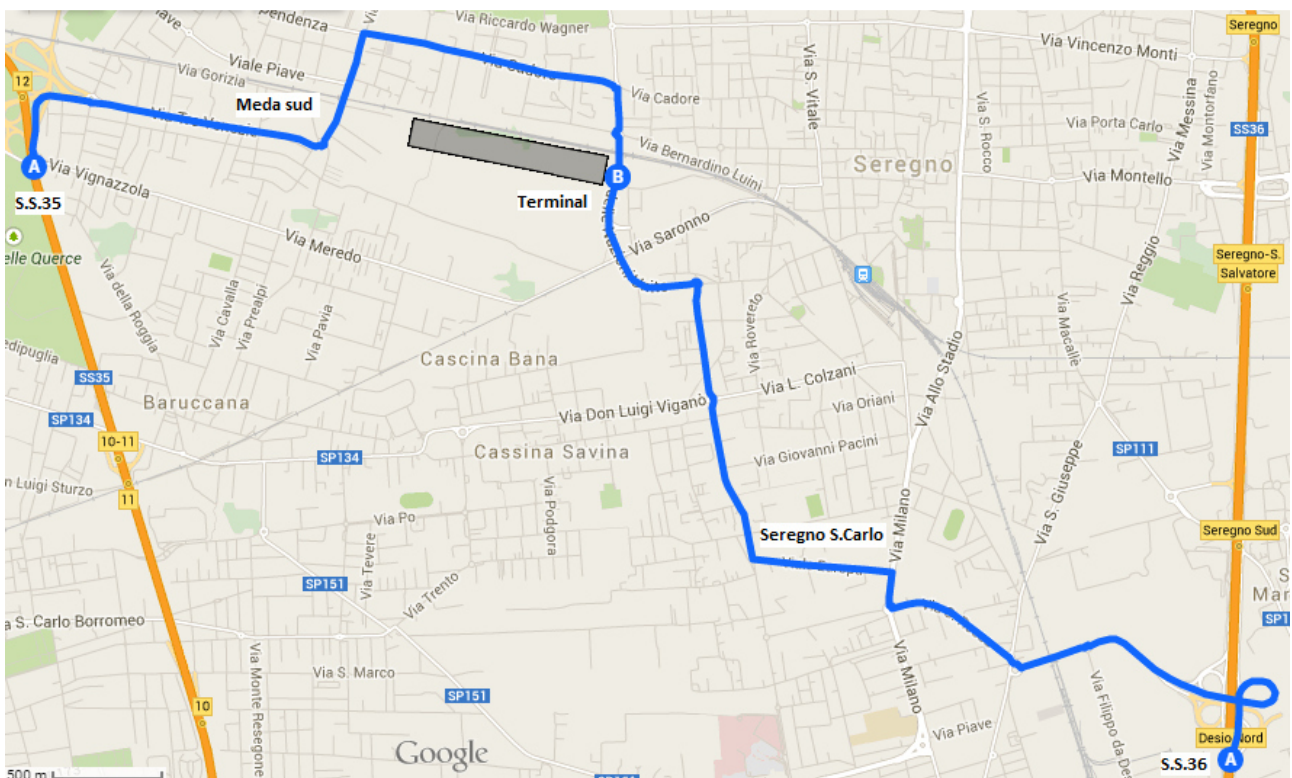 Via Riccardo Wagner
Seregno
Via Vincenzo Monti
Viale Piave
Via Gorizia
12
Via Cadore
Meda sud
Via Cadore
Via S. Vitale
Via S. Rocco
Via Messina
Via Montorfano
Via Porta Carlo
SS36
Via Bernardino Luini
Seregno
A
Via Vignazzola
B
Via Montello
S.S.35
Terminal
Via Saronno
Via Meredo
elle Querce
Via della Roggia
Via Cavalla
Via Prealpi
Via Pavia
Seregno-S.
Salvatore
Via Reggio
Via Macallè
Via Rovereto
Via Allo Stadio
Cascina Bana
SS35
Baruccana
SP134
Via L. Colzani
Via Don Luigi Viganò
Via Oriani
10-11
SP134
Cassina Savina
Via Giovanni Pacini
SP111
n Luigi Sturzo
11
Via Podgora
Via Po
Via Tevere
Via Milano
Via S. Giuseppe
Seregno S.Carlo
Seregno Sud
SP151
Via Trento
a S. Carlo Borromeo
Mar
SP1
Via Monte Resegone
Via S. Marco
SP151
10
Via Milano
Via Filippo da De
Via Piave
Desio Nord
Google
A
S.S.36
500 m